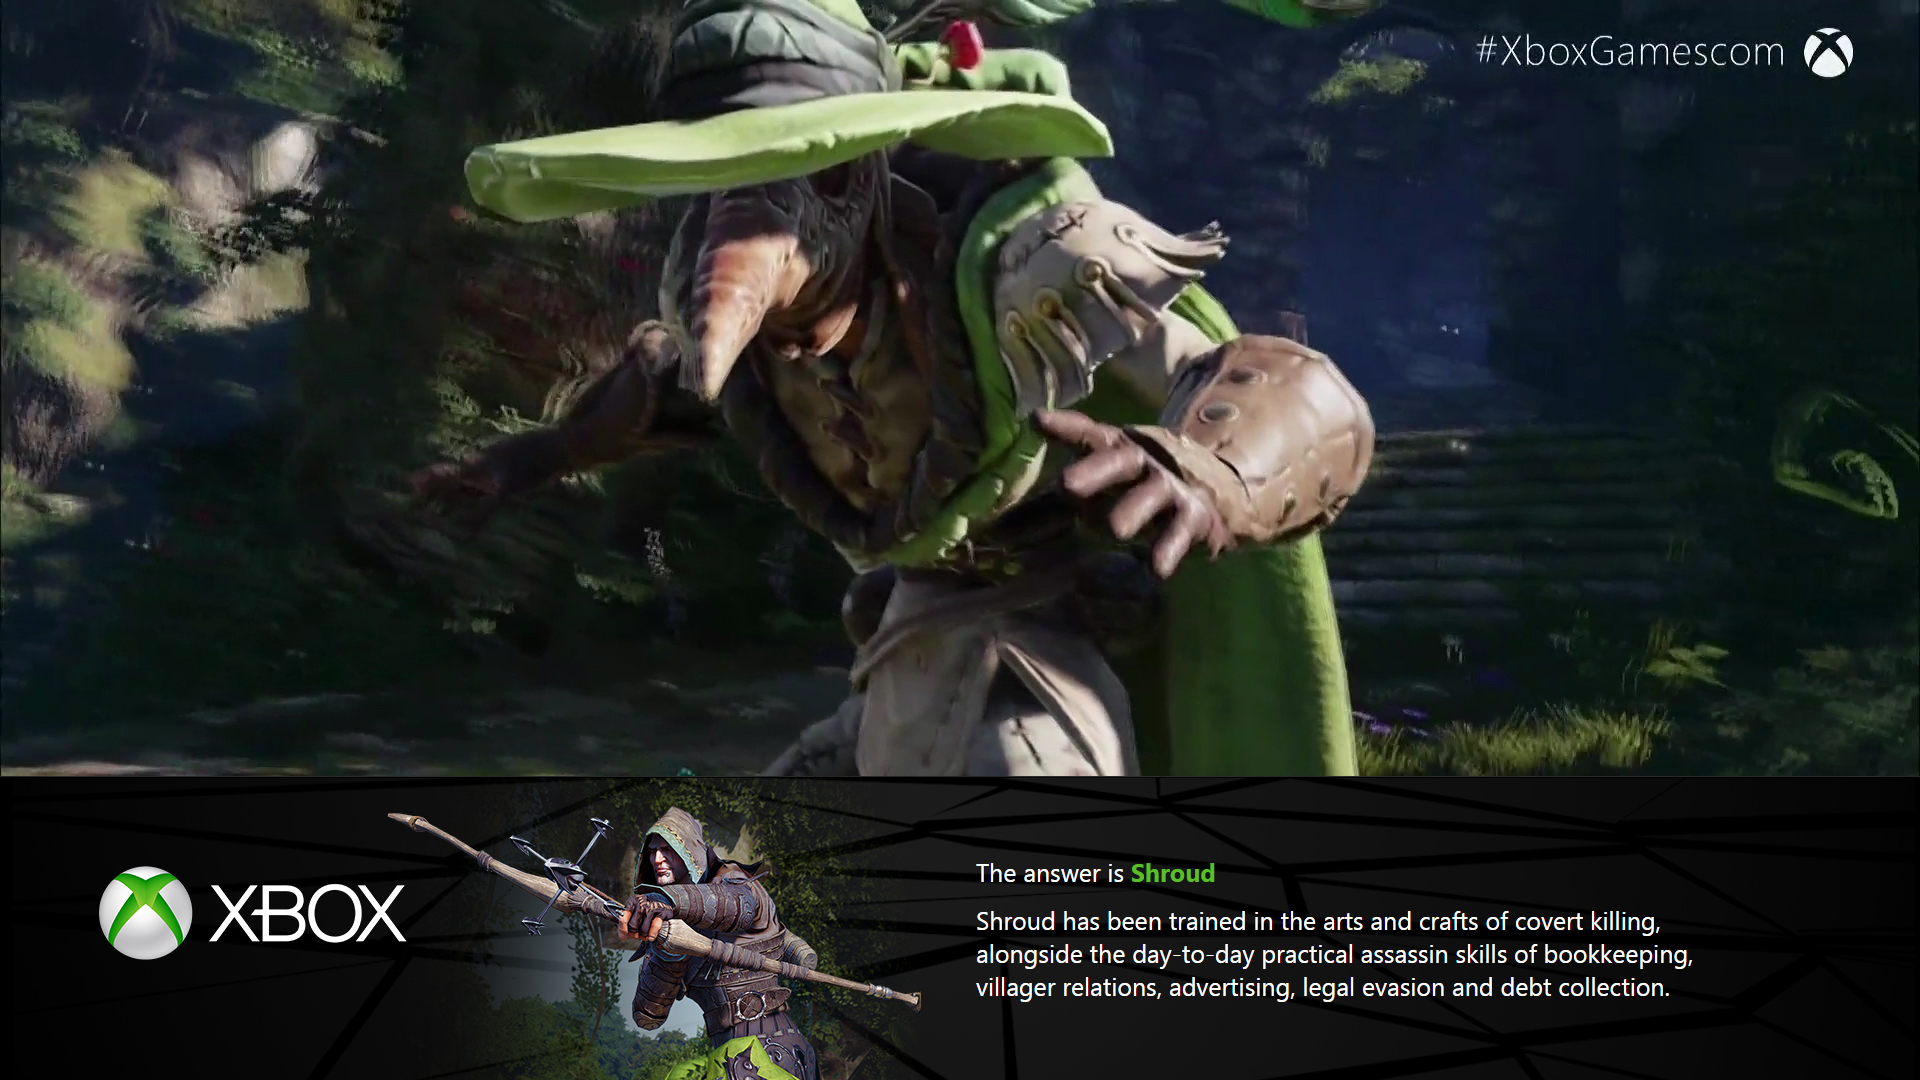 #XboxGamescom
XBOX
The answer is Shroud
Shroud has been trained in the arts and crafts of covert killing,
alongside the day-to-day practical assassin skills of bookkeeping,
villager relations, advertising, legal evasion and debt collection.